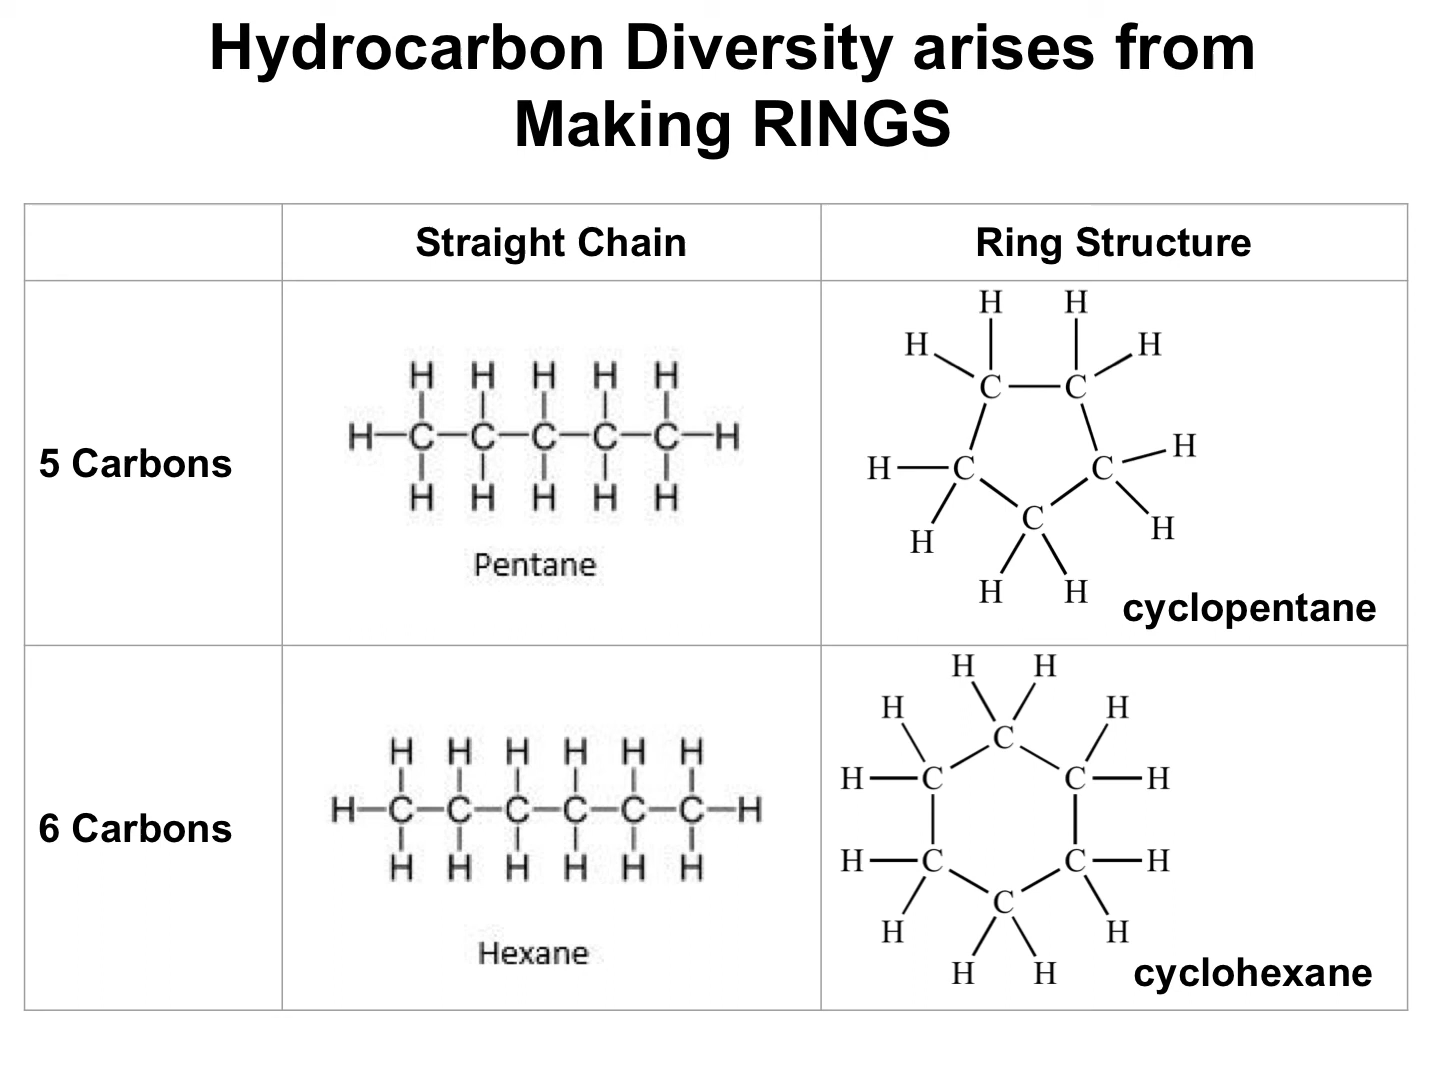 Hydrocarbon Diversity arises from
Making RINGS
Straight Chain
Ring Structure
5 Carbons
H H H H H
H C C C C C H
H H H H H
Pentane
H H
H H
C C
H
H C C
C
H H
H H
cyclopentane
6 Carbons
H H H H H H
H C C C C C C H
H H H H H H
Hexane
H H
H H
C
H C C H
H C C H
C
H H
H H
cyclohexane